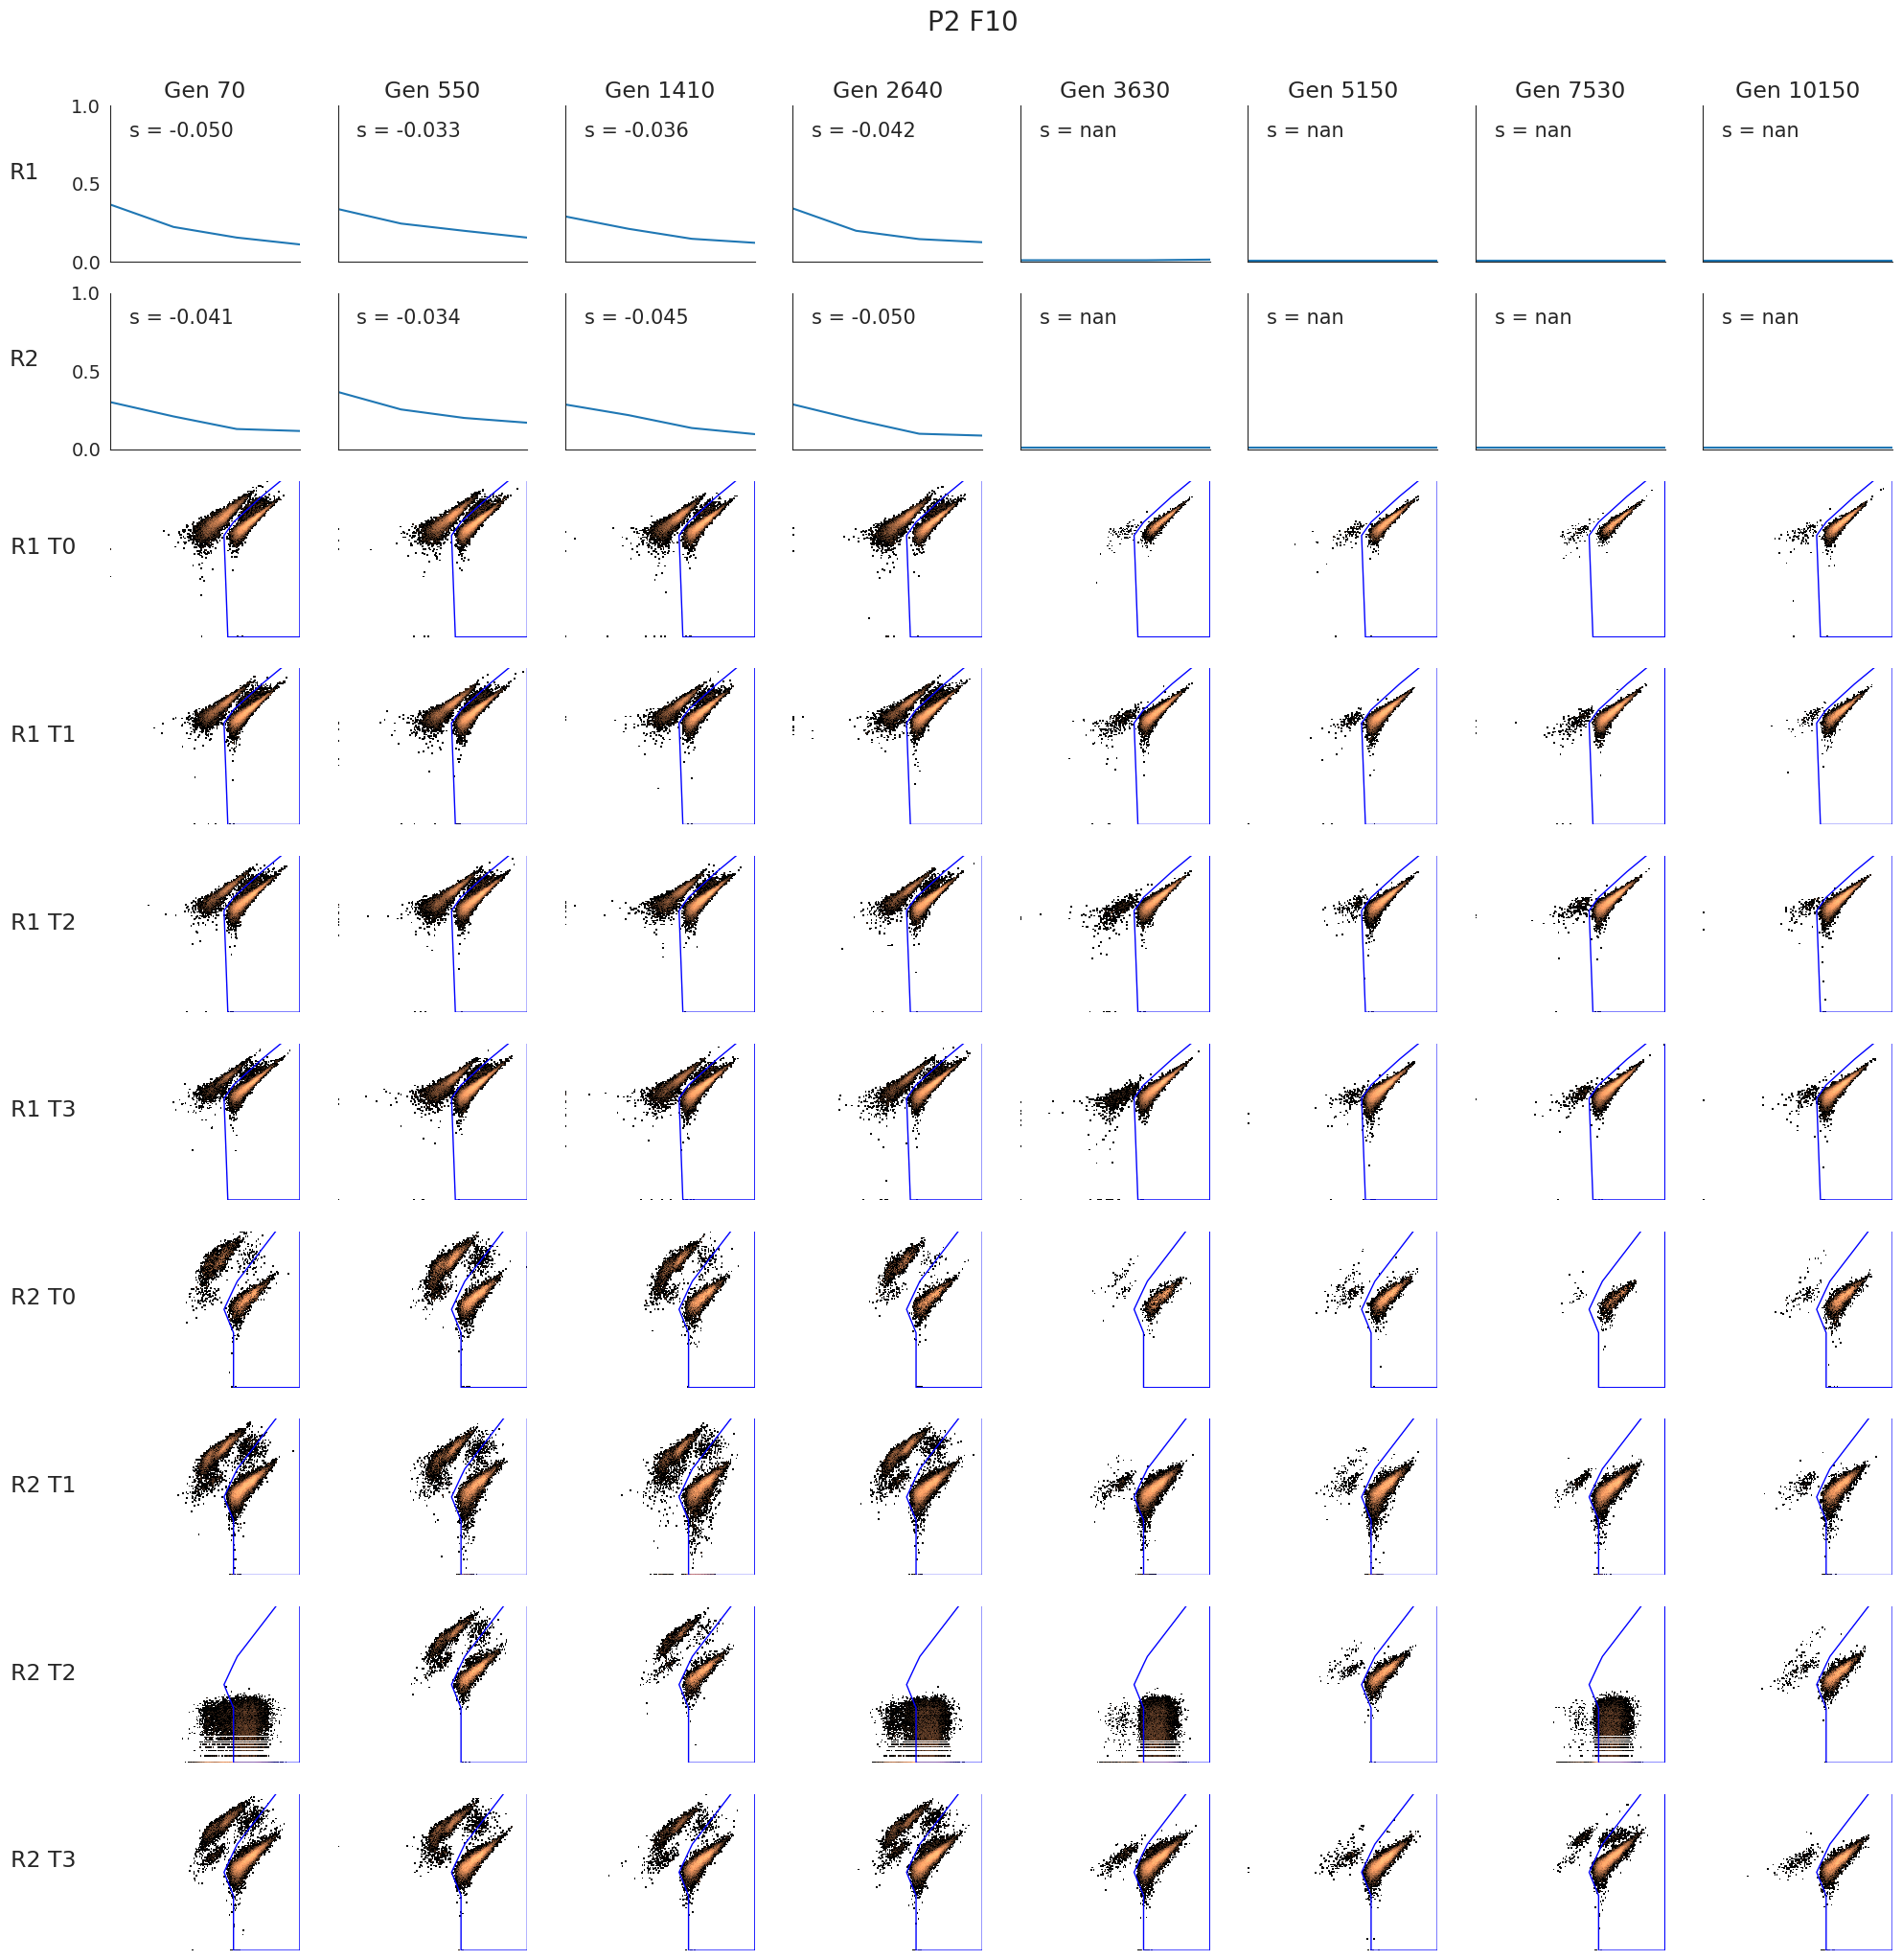 P2 F10
Gen 70 Gen 550 Gen 1410 Gen 2640 Gen 3630 Gen 5150 Gen 7530 Gen 10150
1.0
s = -0.050 s = -0.033 s = -0.036 s = -0.042 s = nan s = nan s = nan s = nan
R1
0.5
0.0
1.0
s = -0.041 s = -0.034 s = -0.045 s = -0.050 s = nan s = nan s = nan s = nan
R2
0.5
0.0
R1 T0
R1 T1
R1 T2
R1 T3
R2 T0
R2 T1
R2 T2
R2 T3